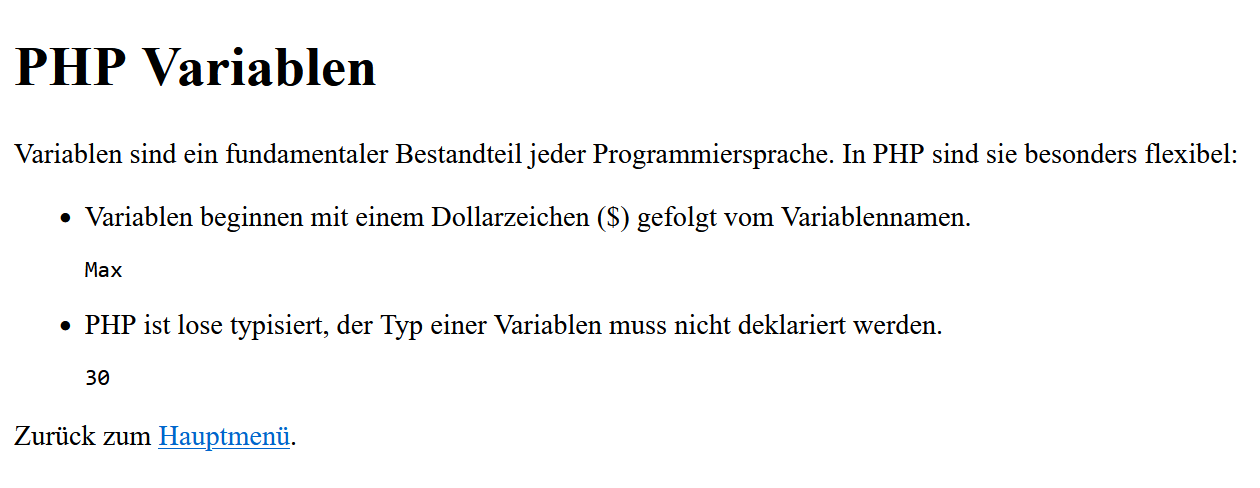 PHP Variablen
Variablen sind ein fundamentaler Bestandteil jeder Programmiersprache. In PHP sind sie besonders flexibel:
• Variablen beginnen mit einem Dollarzeichen ($) gefolgt vom Variablennamen.
Max
• PHP ist lose typisiert, der Typ einer Variablen muss nicht deklariert werden.
30
Zurück zum Hauptmenü.